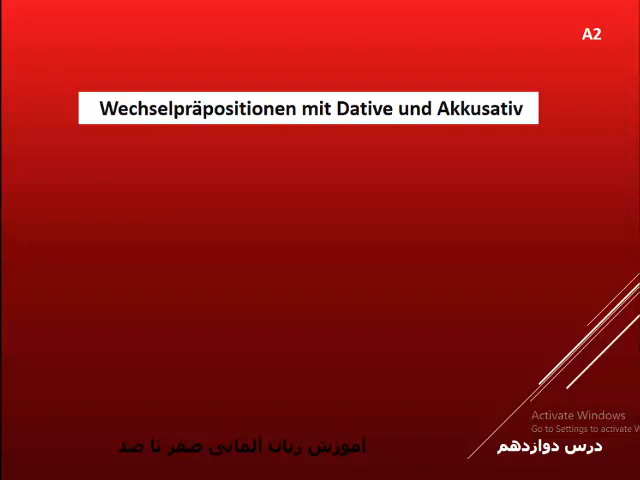 A2
Wechselpräpositionen mit Dative und Akkusativ
Activate Windows
Go to Settings to activate W
آموزش زبان آلمانی صفر تا صد
درس دوازدهم